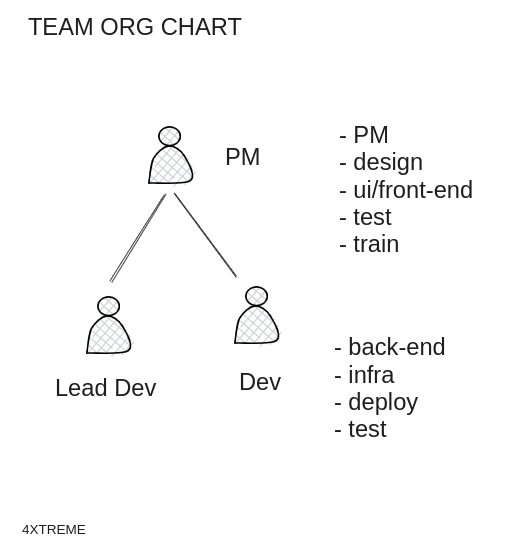 TEAM ORG CHART
PM
- PM
- design
- ui/front-end
- test
- train
Lead Dev
Dev
- back-end
- infra
- deploy
- test
4XTREME